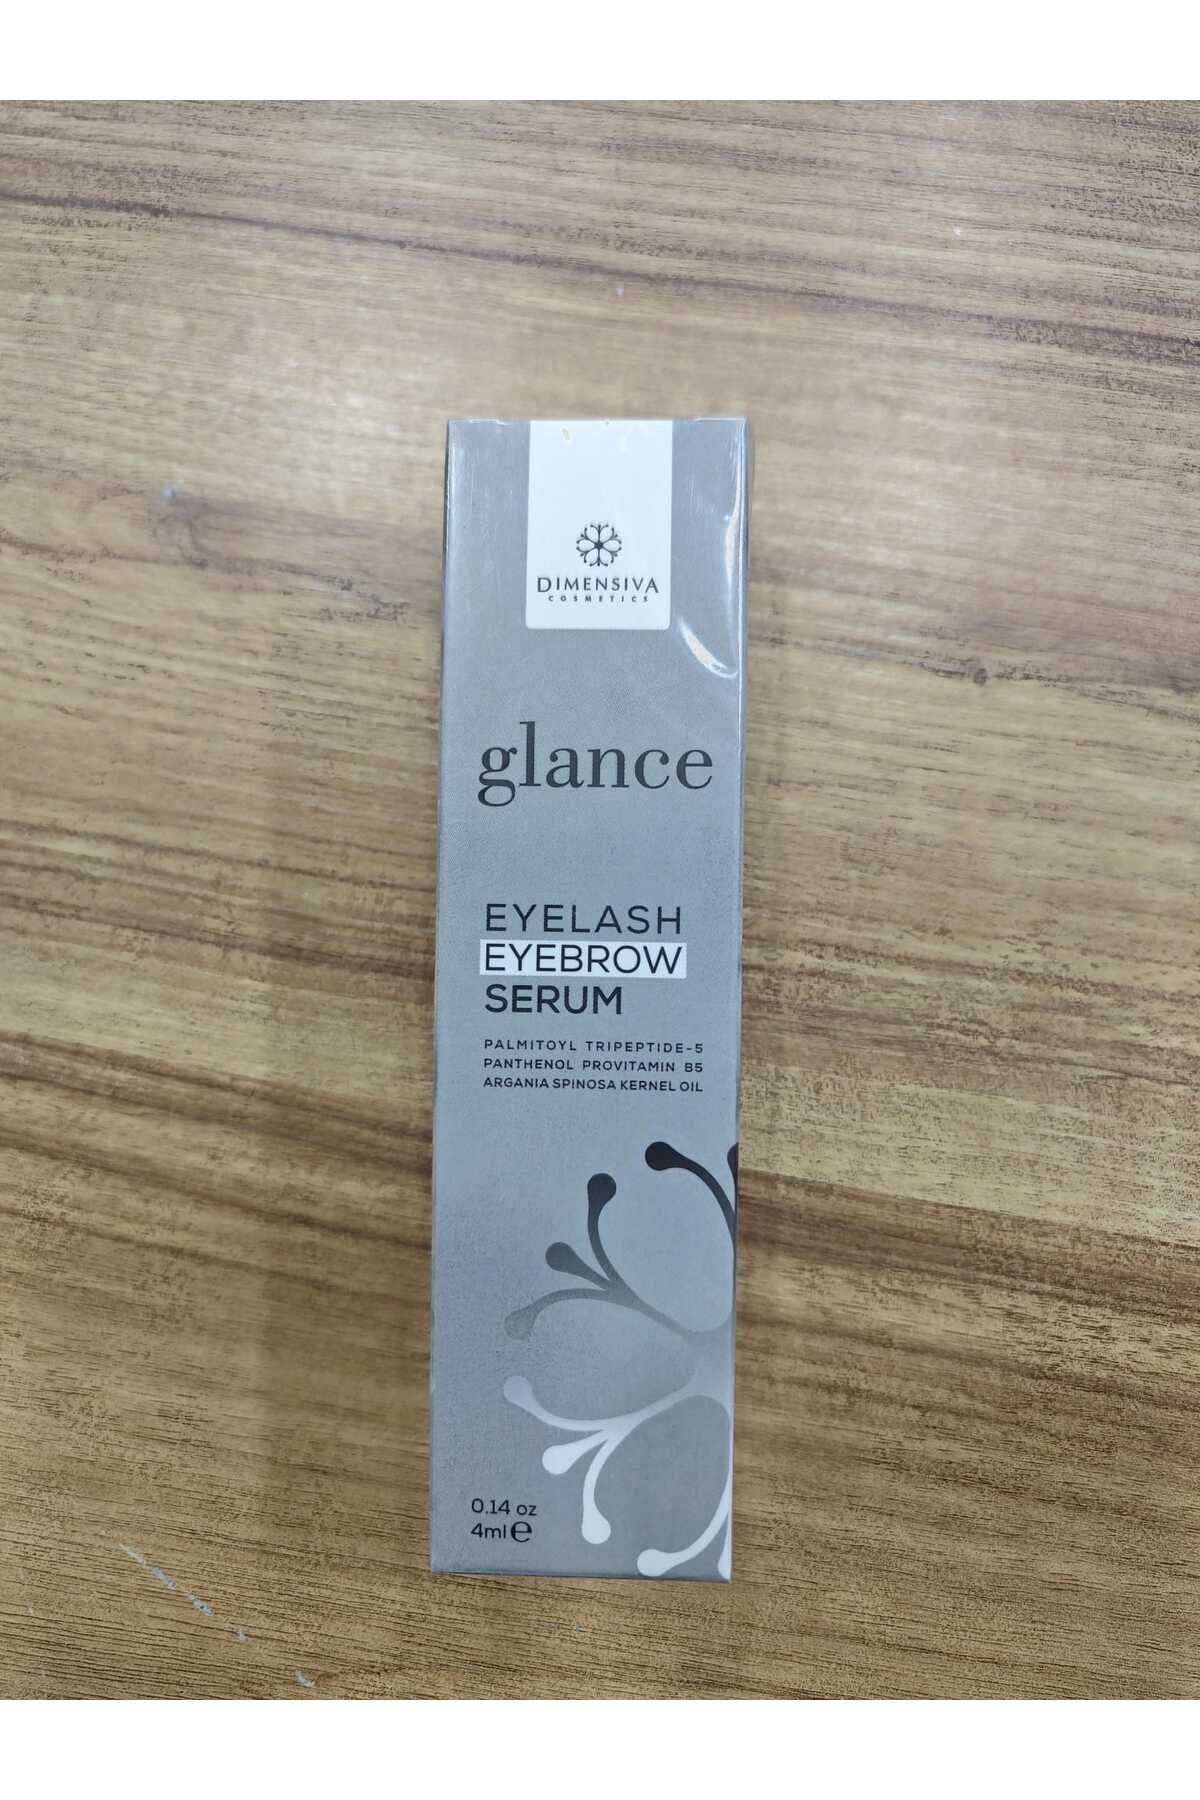 DIMENSIVA
COSMETICS
glance
EYELASH
EYEBROW
SERUM
PALMITOYL TRIPEPTIDE-5
PANTHENOL PROVITAMIN B5
ARGANIA SPINOSA KERNEL OIL
0.14 oz
4ml ℮